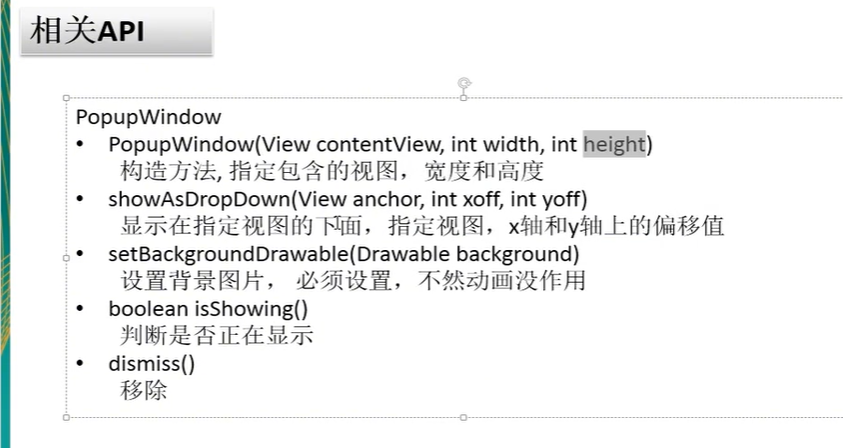 相关API
PopupWindow
• PopupWindow(View contentView, int width, int height)
构造方法, 指定包含的视图，宽度和高度
• showAsDropDown(View anchor, int xoff, int yoff)
显示在指定视图的下面，指定视图，x轴和y轴上的偏移值
• setBackgroundDrawable(Drawable background)
设置背景图片， 必须设置，不然动画没作用
• boolean isShowing()
判断是否正在显示
• dismiss()
移除